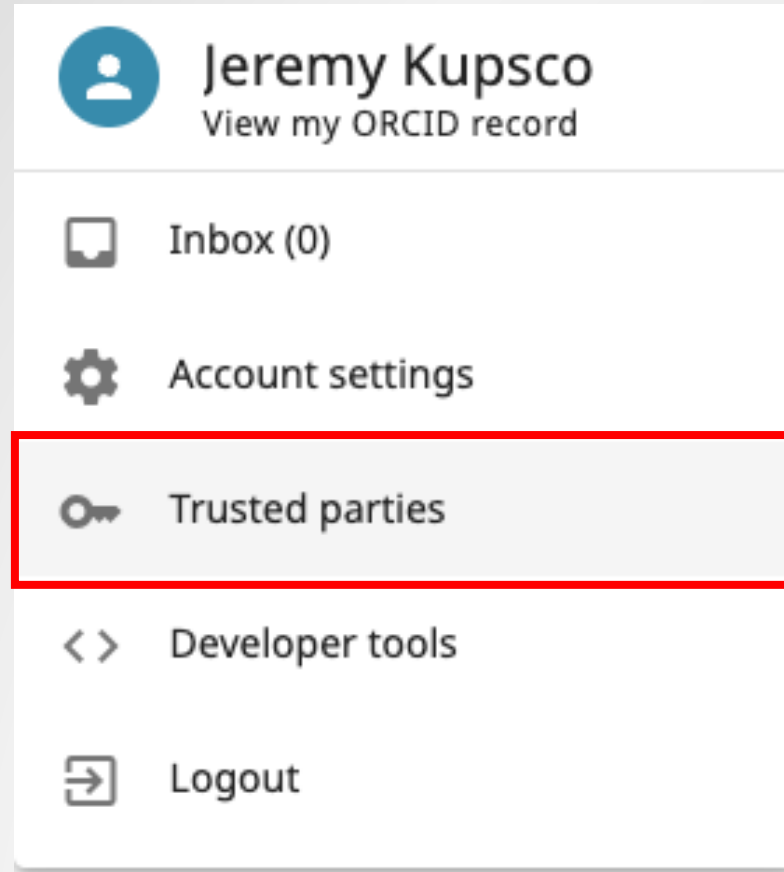 Jeremy Kupsco
View my ORCID record
Inbox (0)
Account settings
Trusted parties
Developer tools
Logout